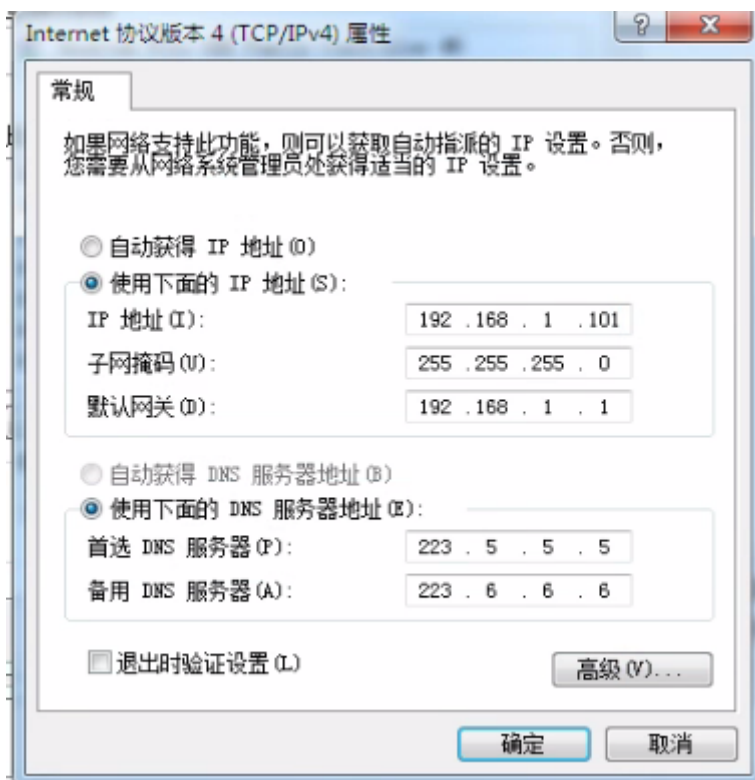 Internet 协议版本 4 (TCP/IPv4) 属性
常规
如果网络支持此功能，则可以获取自动指派的 IP 设置。否则，
您需要从网络系统管理员处获得适当的 IP 设置。
自动获得 IP 地址(O)
使用下面的 IP 地址(S):
IP 地址(I): 192 .168 . 1 .101
子网掩码(U): 255 .255 .255 . 0
默认网关(D): 192 .168 . 1 . 1
自动获得 DNS 服务器地址(B)
使用下面的 DNS 服务器地址(E):
首选 DNS 服务器(P): 223 . 5 . 5 . 5
备用 DNS 服务器(A): 223 . 6 . 6 . 6
退出时验证设置(L)
高级(V)...
确定 取消